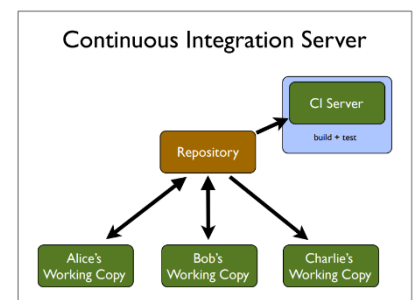 Continuous Integration Server
CI Server
build + test
Repository
Alice's
Working Copy
Bob's
Working Copy
Charlie's
Working Copy